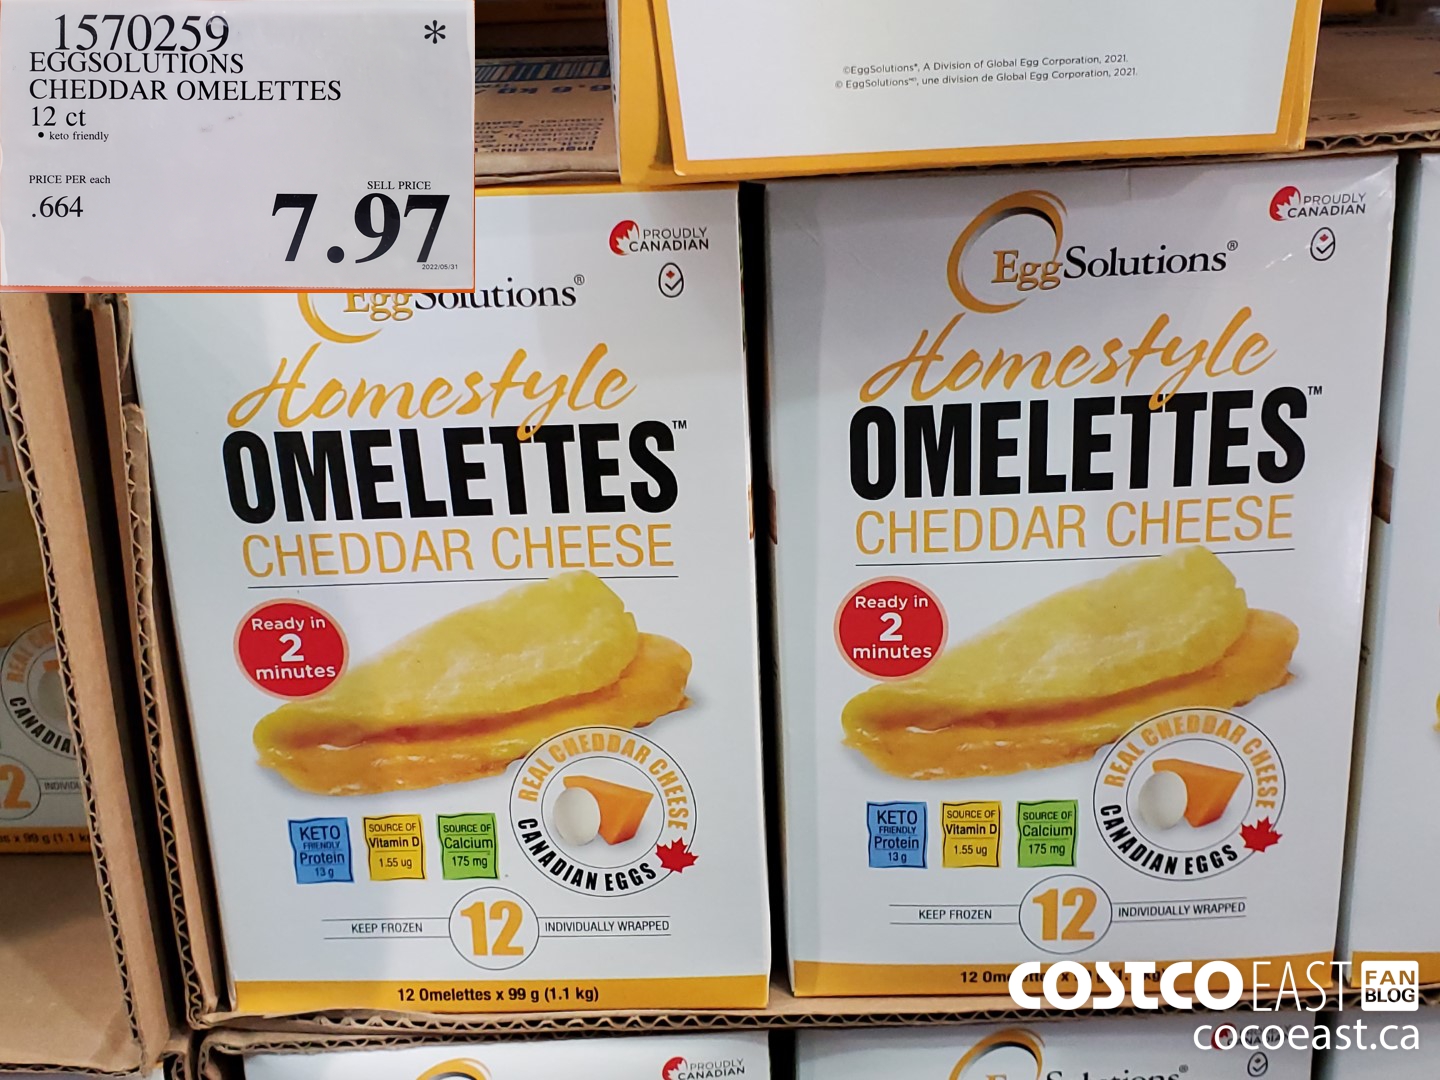 1570259
*
EGGSOLUTIONS
CHEDDAR OMELETTES
12 ct
• keto friendly
PRICE PER each
.664
SELL PRICE
7.97
2022/05/31
©EggSolutions®, A Division of Global Egg Corporation, 2021.
© EggSolutionsMC, une division de Global Egg Corporation, 2021.
PROUDLY
CANADIAN
EggSolutions®
Homestyle
OMELETTES™
CHEDDAR CHEESE
Ready in
2
minutes
REAL CHEDDAR CHEESE
CANADIAN EGGS
KETO
FRIENDLY
Protein
13 g
SOURCE OF
Vitamin D
1.55 ug
SOURCE OF
Calcium
175 mg
KEEP FROZEN
12
INDIVIDUALLY WRAPPED
12 Omelettes x 99 g (1.1 kg)
PROUDLY
CANADIAN
EggSolutions®
Homestyle
OMELETTES™
CHEDDAR CHEESE
Ready in
2
minutes
REAL CHEDDAR CHEESE
CANADIAN EGGS
KETO
FRIENDLY
Protein
13 g
SOURCE OF
Vitamin D
1.55 ug
SOURCE OF
Calcium
175 mg
KEEP FROZEN
12
INDIVIDUALLY WRAPPED
REAL
CANADIAN
COSTCO EAST FAN BLOG
cocoeast.ca
PROUDLY
CANADIAN